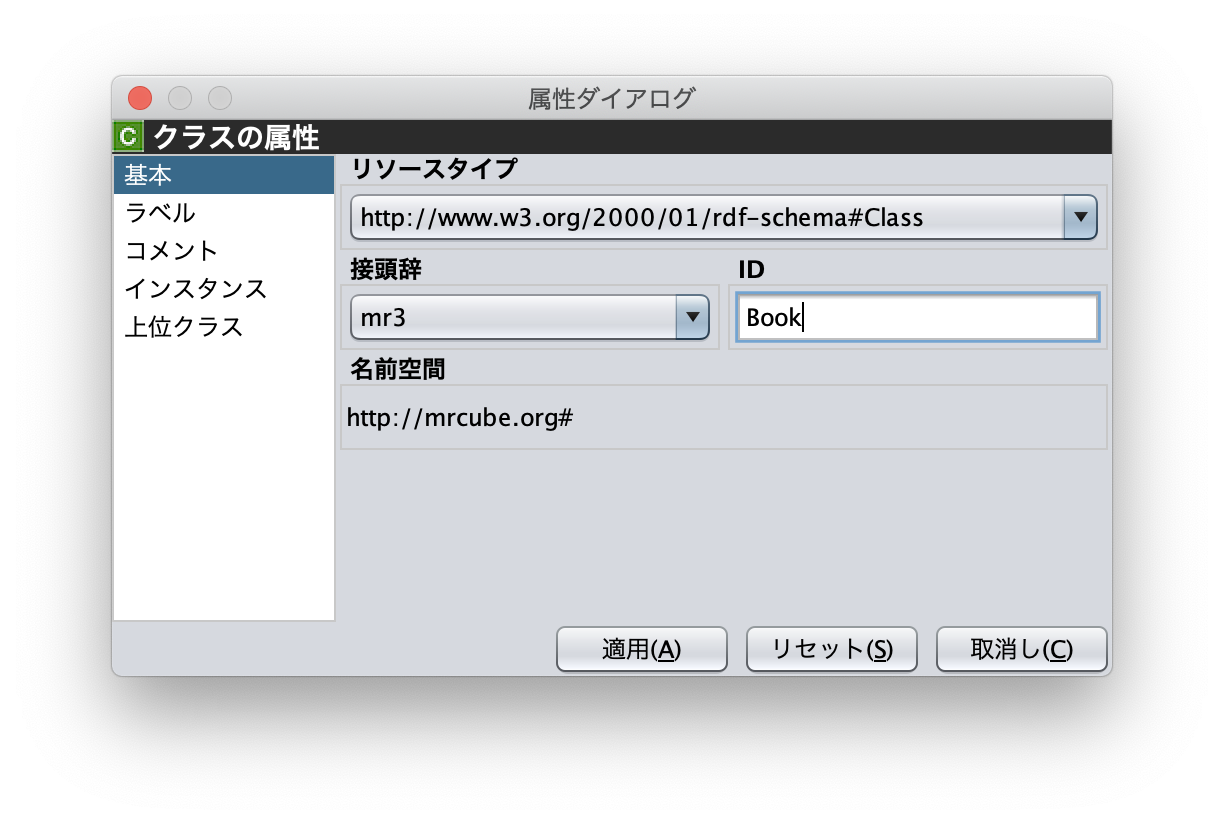 属性ダイアログ
C クラスの属性
基本
ラベル
コメント
インスタンス
上位クラス
リソースタイプ
http://www.w3.org/2000/01/rdf-schema#Class
接頭辞 ID
mr3 Book
名前空間
http://mrcube.org#
適用(A) リセット(S) 取消し(C)